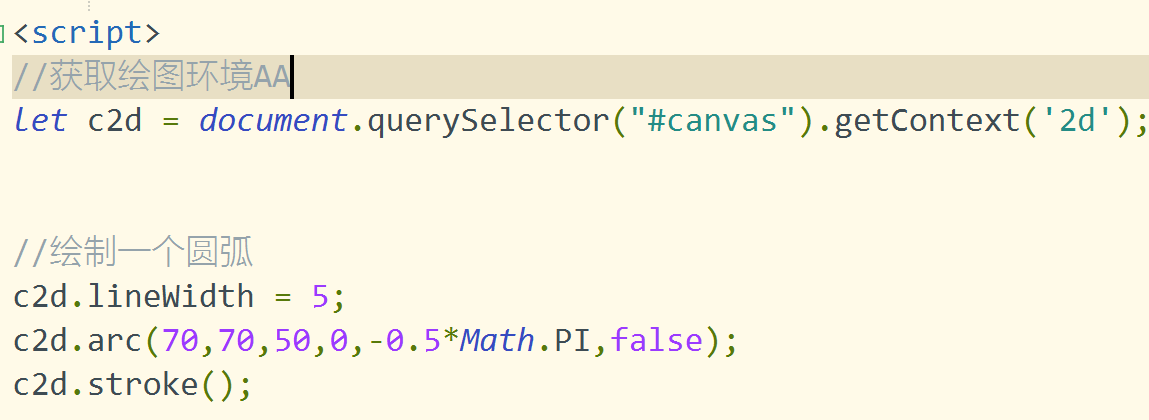 <script>
//获取绘图环境AA
let c2d = document.querySelector("#canvas").getContext('2d');
//绘制一个圆弧
c2d.lineWidth = 5;
c2d.arc(70,70,50,0,-0.5*Math.PI,false);
c2d.stroke();